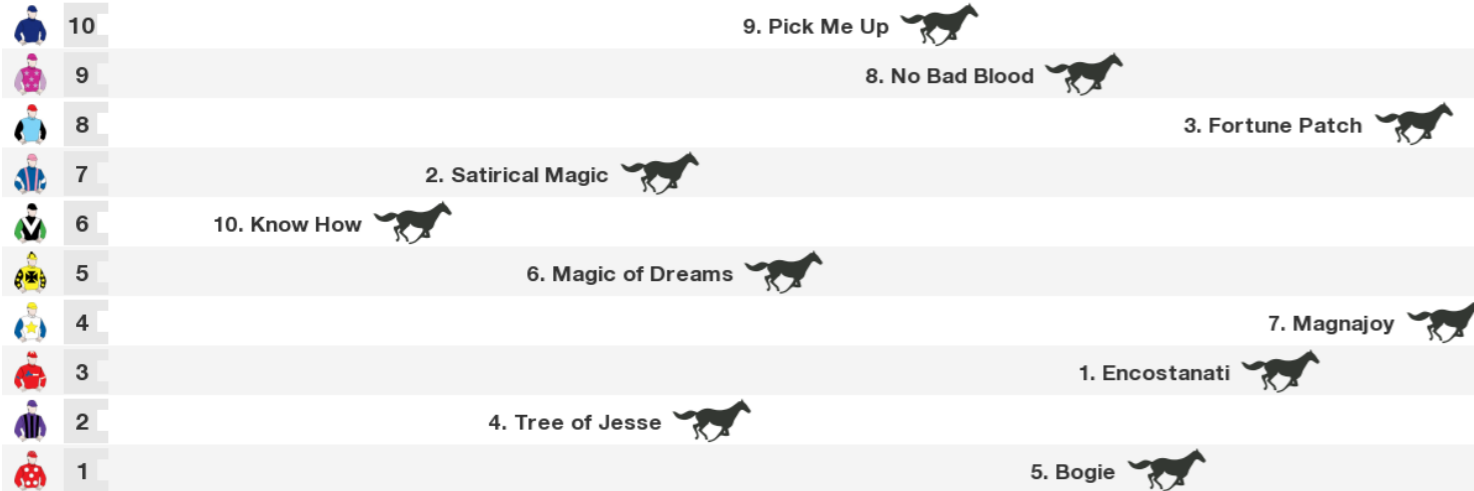 10 9. Pick Me Up
9 8. No Bad Blood
8 3. Fortune Patch
7 2. Satirical Magic
6 10. Know How
5 6. Magic of Dreams
4 7. Magnajoy
3 1. Encostanati
2 4. Tree of Jesse
1 5. Bogie